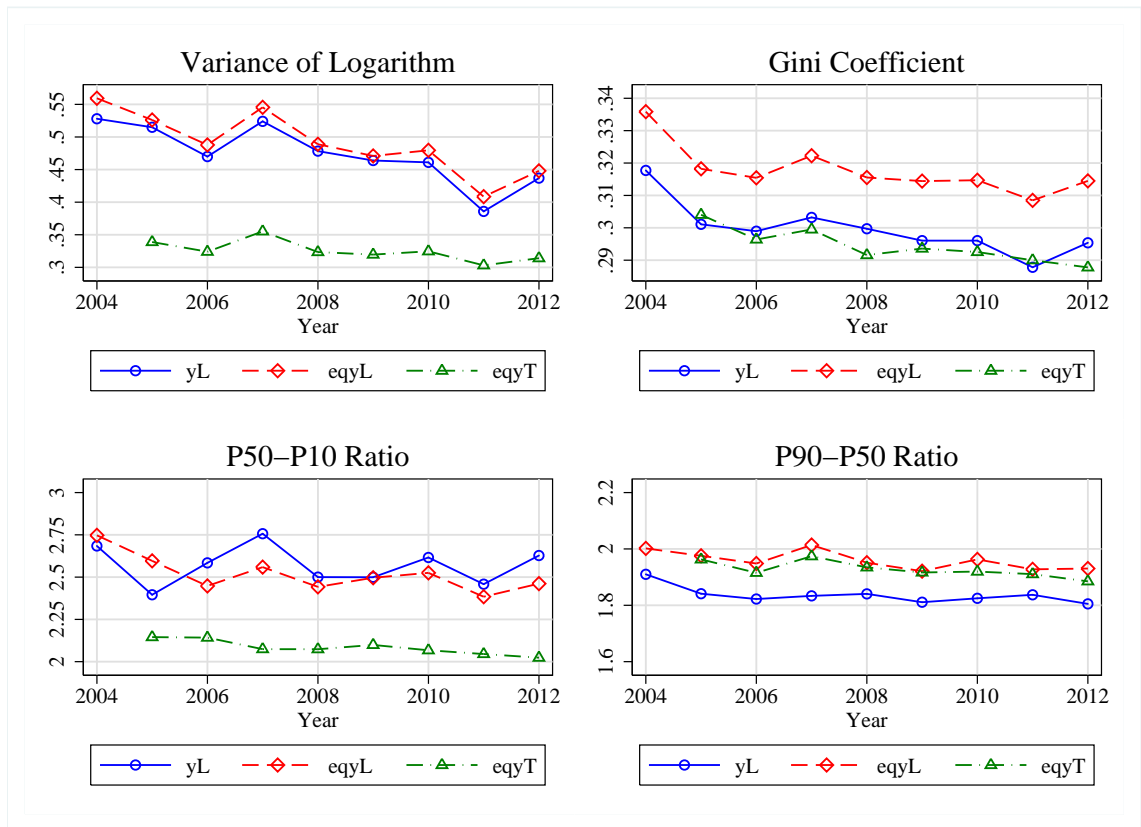 Variance of Logarithm
.55
.5
.45
.4
.35
.3
2004 2006 2008 2010 2012
Year
yL eqyL eqyT
Gini Coefficient
.34
.33
.32
.31
.3
.29
2004 2006 2008 2010 2012
Year
yL eqyL eqyT
P50–P10 Ratio
3
2.75
2.5
2.25
2
2004 2006 2008 2010 2012
Year
yL eqyL eqyT
P90–P50 Ratio
2.2
2
1.8
1.6
2004 2006 2008 2010 2012
Year
yL eqyL eqyT